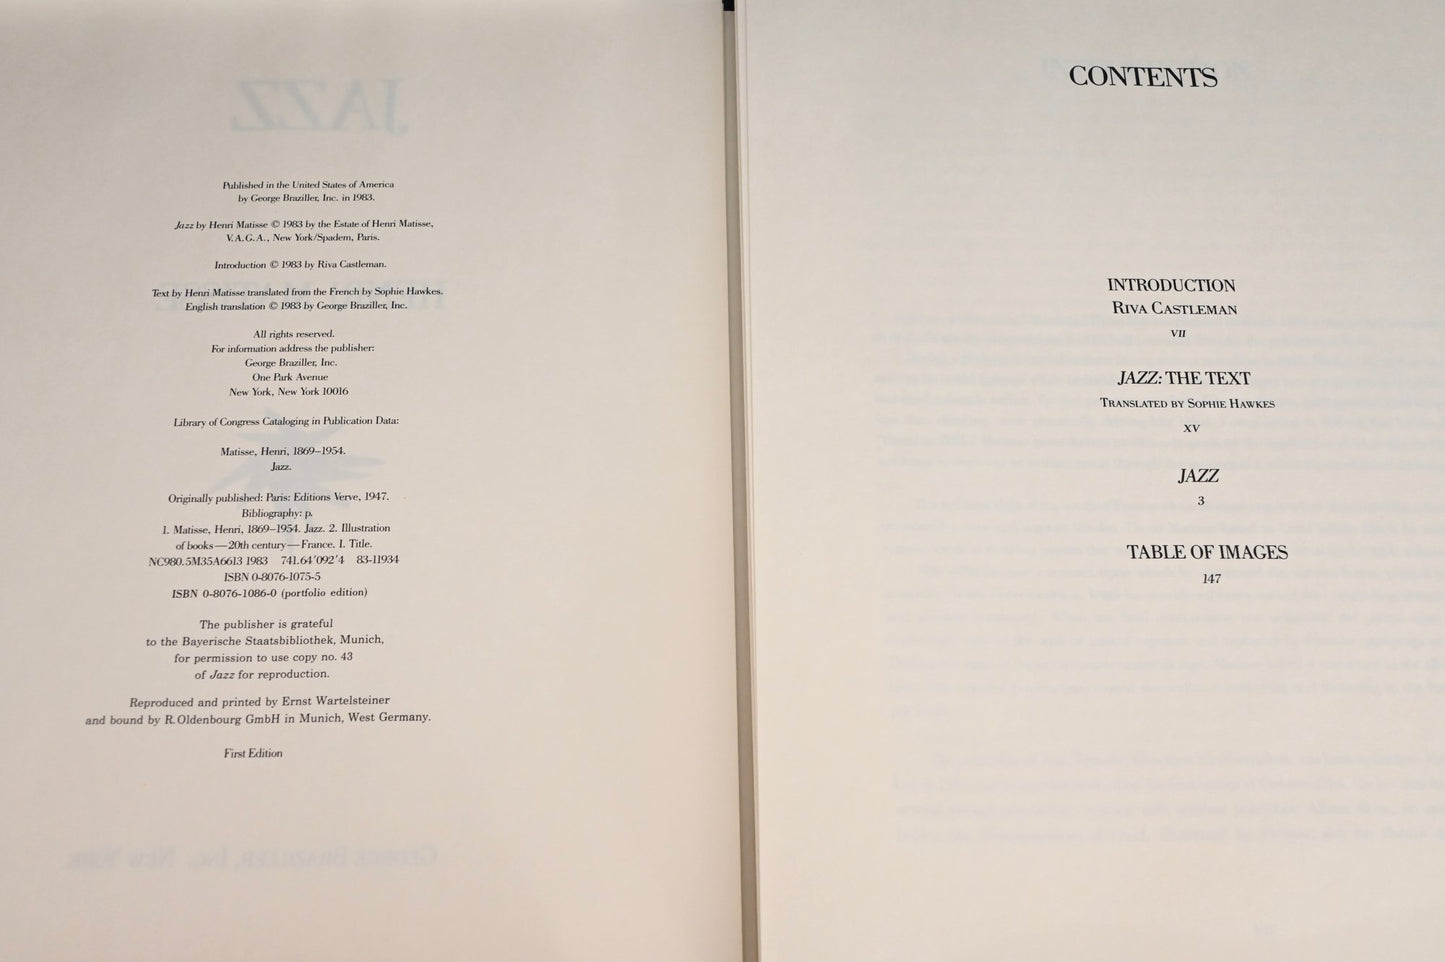 Published in the United States of America
by George Braziller, Inc. in 1983.
Jazz by Henri Matisse © 1983 by the Estate of Henri Matisse,
V.A.G.A., New York/Spadem, Paris.
Introduction © 1983 by Riva Castleman.
Text by Henri Matisse translated from the French by Sophie Hawkes.
English translation © 1983 by George Braziller, Inc.
All rights reserved.
For information address the publisher:
George Braziller, Inc.
One Park Avenue
New York, New York 10016
Library of Congress Cataloging in Publication Data:
Matisse, Henri, 1869–1954.
Jazz.
Originally published: Paris: Editions Verve, 1947.
Bibliography: p.
1. Matisse, Henri, 1869–1954. Jazz. 2. Illustration
of books—20th century—France. I. Title.
NC980.5M35A6613 1983 741.64′092′4 83-11934
ISBN 0-8076-1075-5
ISBN 0-8076-1086-0 (portfolio edition)
The publisher is grateful
to the Bayerische Staatsbibliothek, Munich,
for permission to use copy no. 43
of Jazz for reproduction.
Reproduced and printed by Ernst Wartelsteiner
and bound by R. Oldenbourg GmbH in Munich, West Germany.
First Edition
CONTENTS
INTRODUCTION
RIVA CASTLEMAN
VII
JAZZ: THE TEXT
TRANSLATED BY SOPHIE HAWKES
XV
JAZZ
3
TABLE OF IMAGES
147